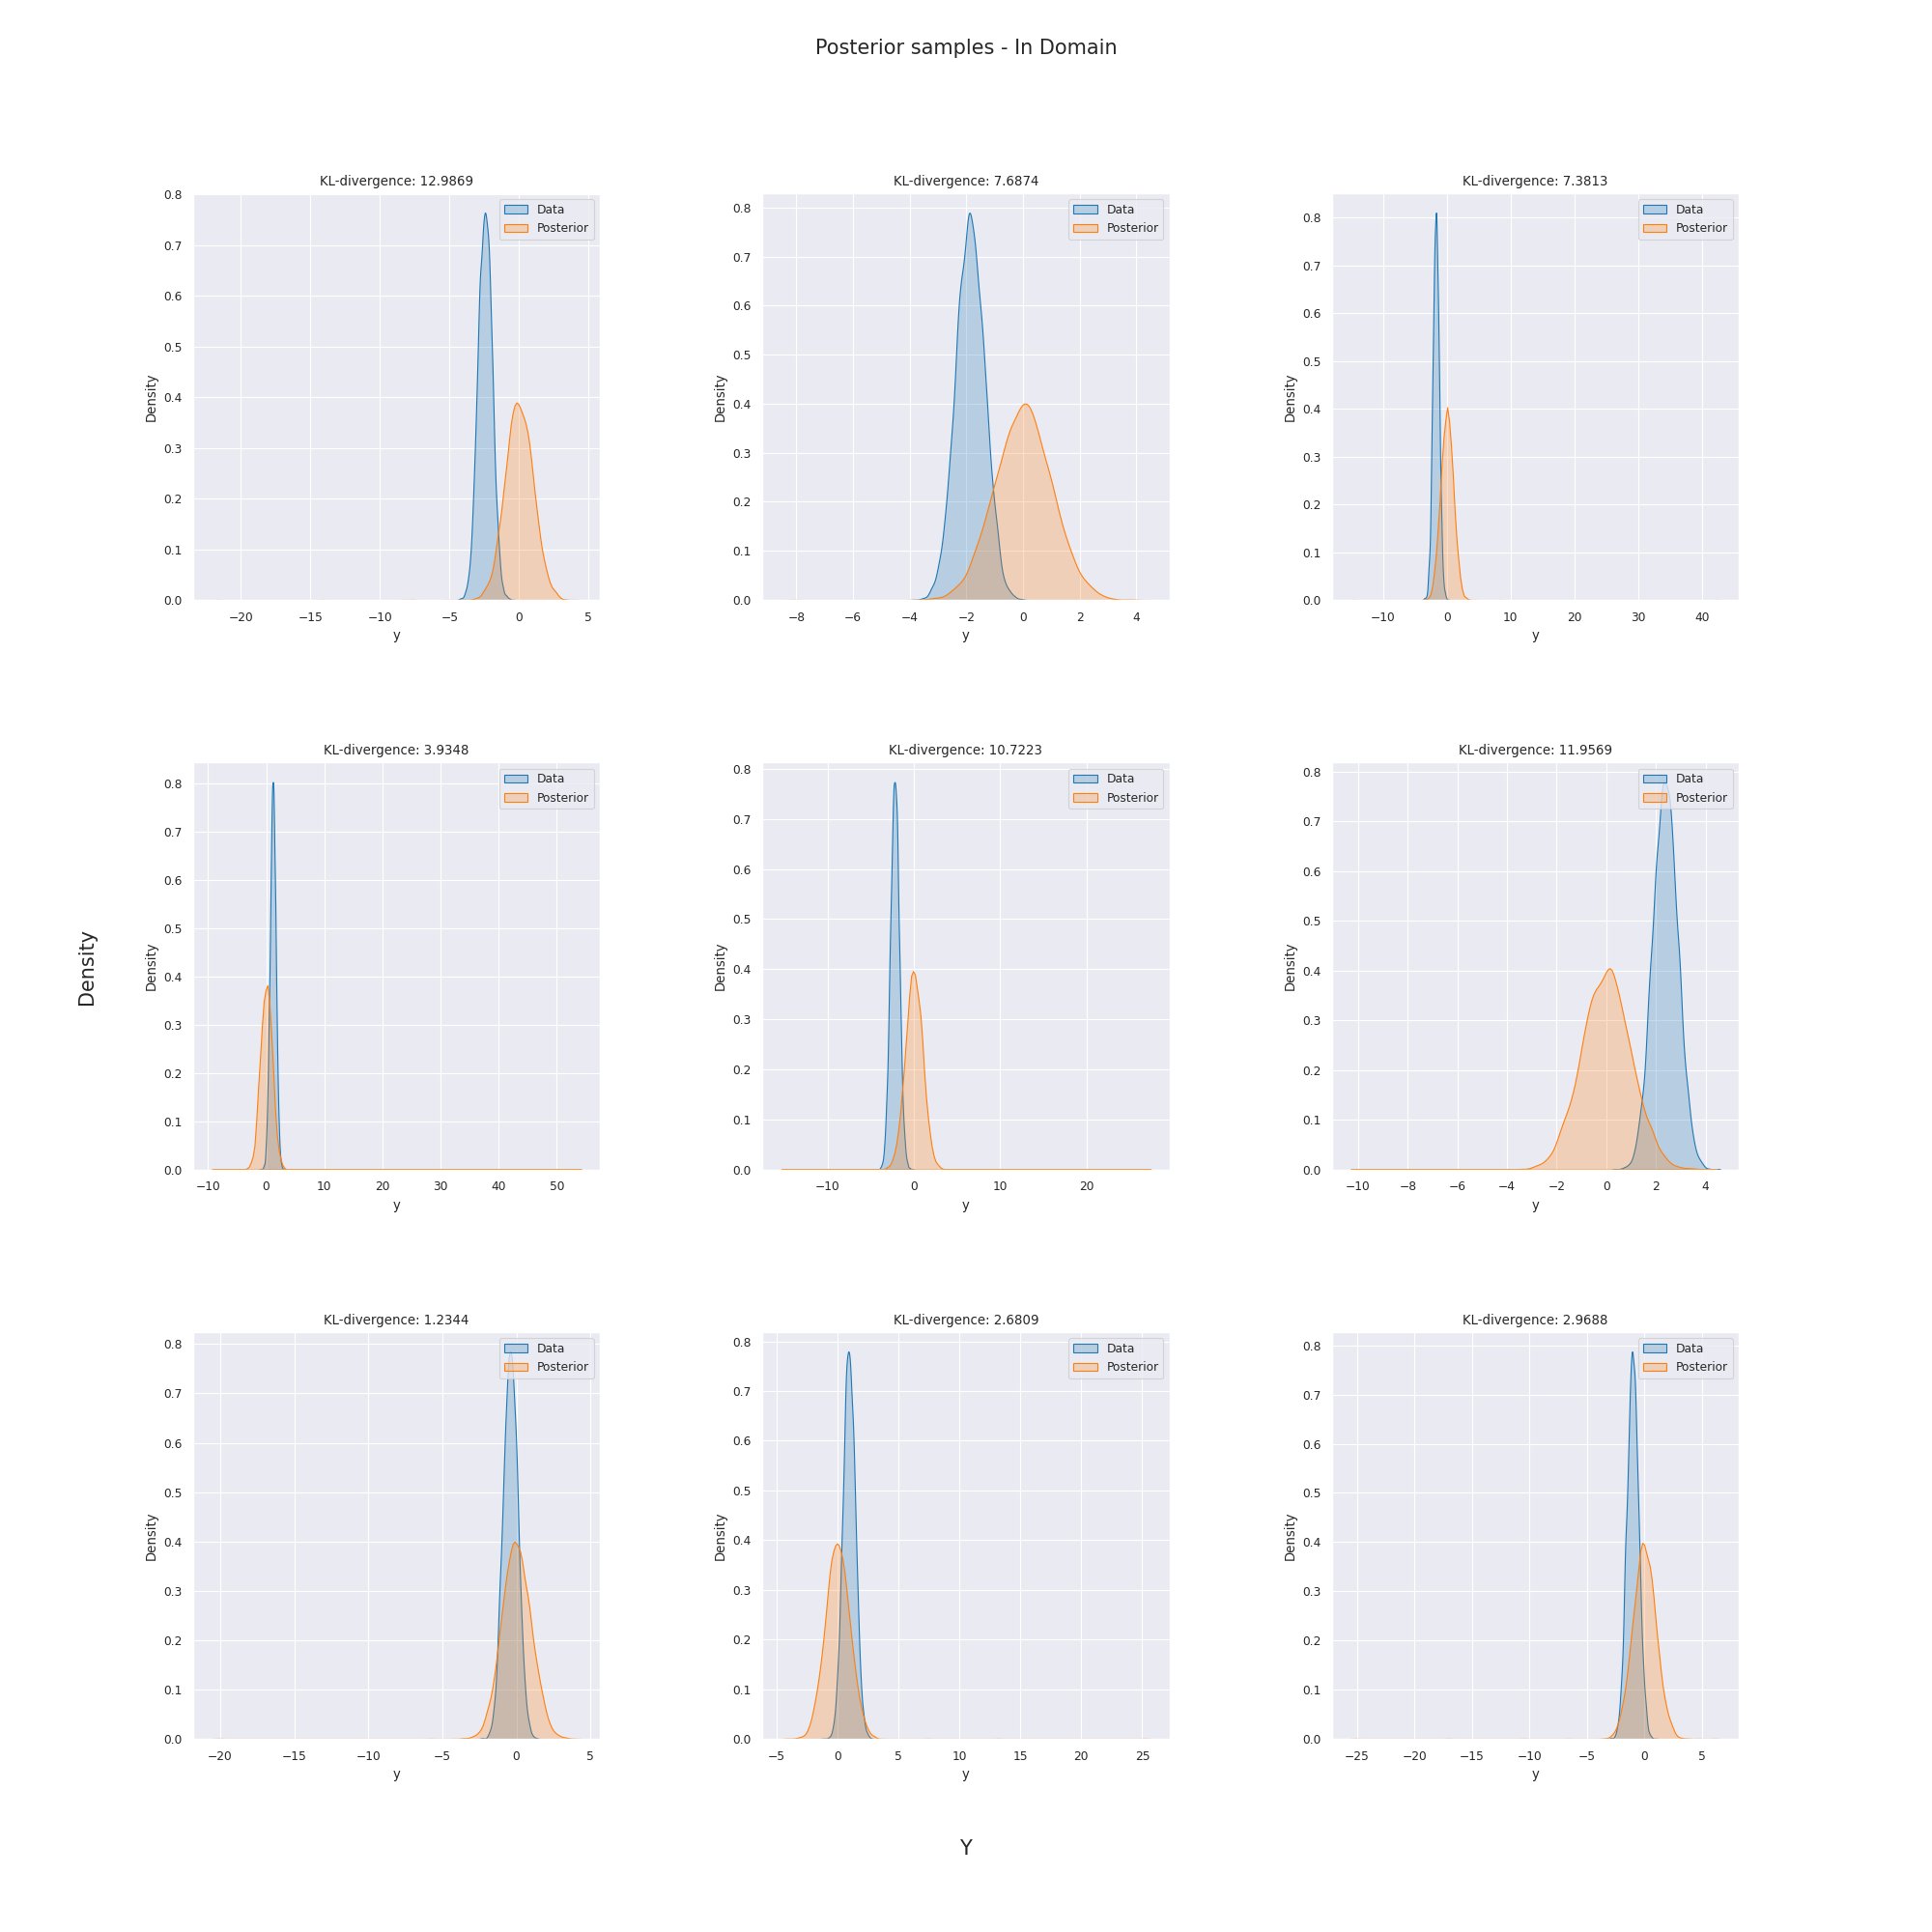 Posterior samples - In Domain
KL-divergence: 12.9869
Data
Posterior
0.8
0.7
0.6
0.5
0.4
0.3
0.2
0.1
0.0
Density
−20 −15 −10 −5 0 5
y
KL-divergence: 7.6874
Data
Posterior
0.8
0.7
0.6
0.5
0.4
0.3
0.2
0.1
0.0
Density
−8 −6 −4 −2 0 2 4
y
KL-divergence: 7.3813
Data
Posterior
0.8
0.7
0.6
0.5
0.4
0.3
0.2
0.1
0.0
Density
−10 0 10 20 30 40
y
Density
KL-divergence: 3.9348
Data
Posterior
0.8
0.7
0.6
0.5
0.4
0.3
0.2
0.1
0.0
Density
−10 0 10 20 30 40 50
y
KL-divergence: 10.7223
Data
Posterior
0.8
0.7
0.6
0.5
0.4
0.3
0.2
0.1
0.0
Density
−10 0 10 20
y
KL-divergence: 11.9569
Data
Posterior
0.8
0.7
0.6
0.5
0.4
0.3
0.2
0.1
0.0
Density
−10 −8 −6 −4 −2 0 2 4
y
KL-divergence: 1.2344
Data
Posterior
0.8
0.7
0.6
0.5
0.4
0.3
0.2
0.1
0.0
Density
−20 −15 −10 −5 0 5
y
KL-divergence: 2.6809
Data
Posterior
0.8
0.7
0.6
0.5
0.4
0.3
0.2
0.1
0.0
Density
−5 0 5 10 15 20 25
y
KL-divergence: 2.9688
Data
Posterior
0.8
0.7
0.6
0.5
0.4
0.3
0.2
0.1
0.0
Density
−25 −20 −15 −10 −5 0 5
y
Y